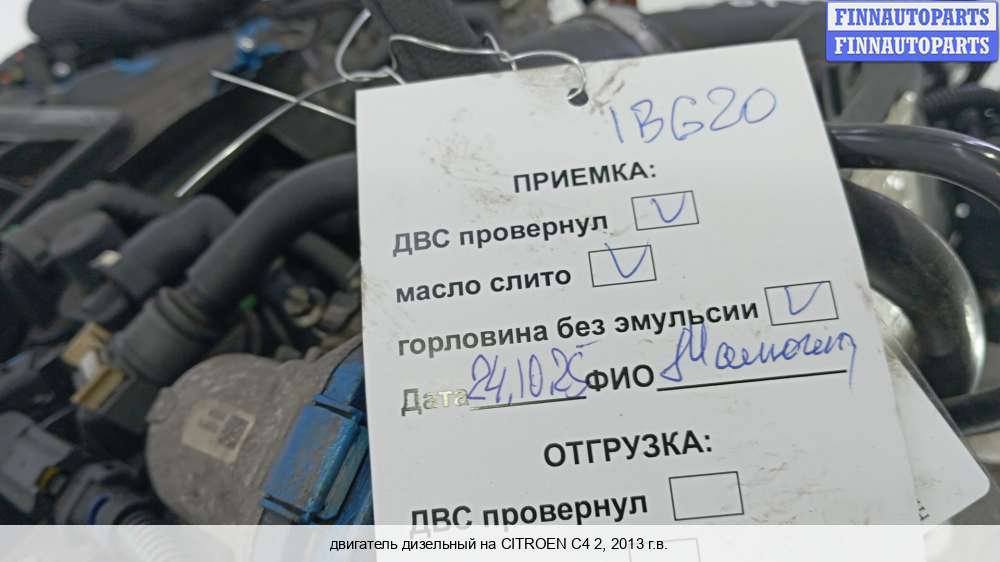 FINNAUTOPARTS
FINNAUTOPARTS
1BG20
ПРИЕМКА:
ДВС провернул V
масло слито V
горловина без эмульсии V
Дата 24.10.25 ФИО
ОТГРУЗКА:
ДВС провернул
двигатель дизельный на CITROEN C4 2, 2013 г.в.